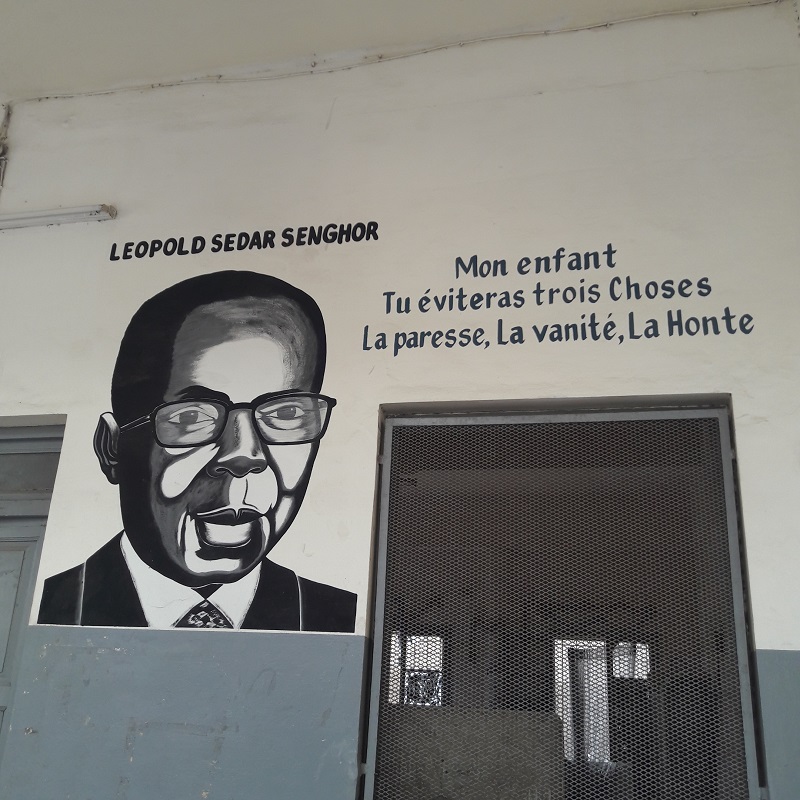 LEOPOLD SEDAR SENGHOR
Mon enfant
Tu éviteras trois Choses
La paresse, La vanité, La Honte